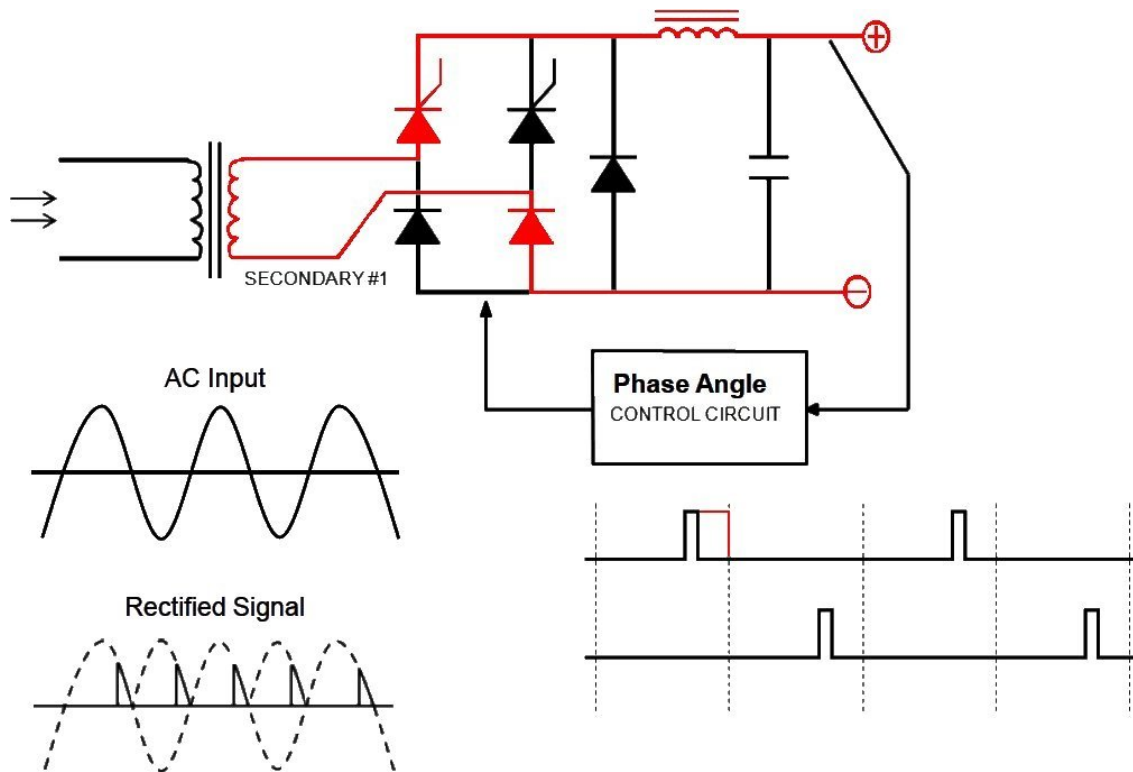 SECONDARY #1
Phase Angle
CONTROL CIRCUIT
AC Input
Rectified Signal